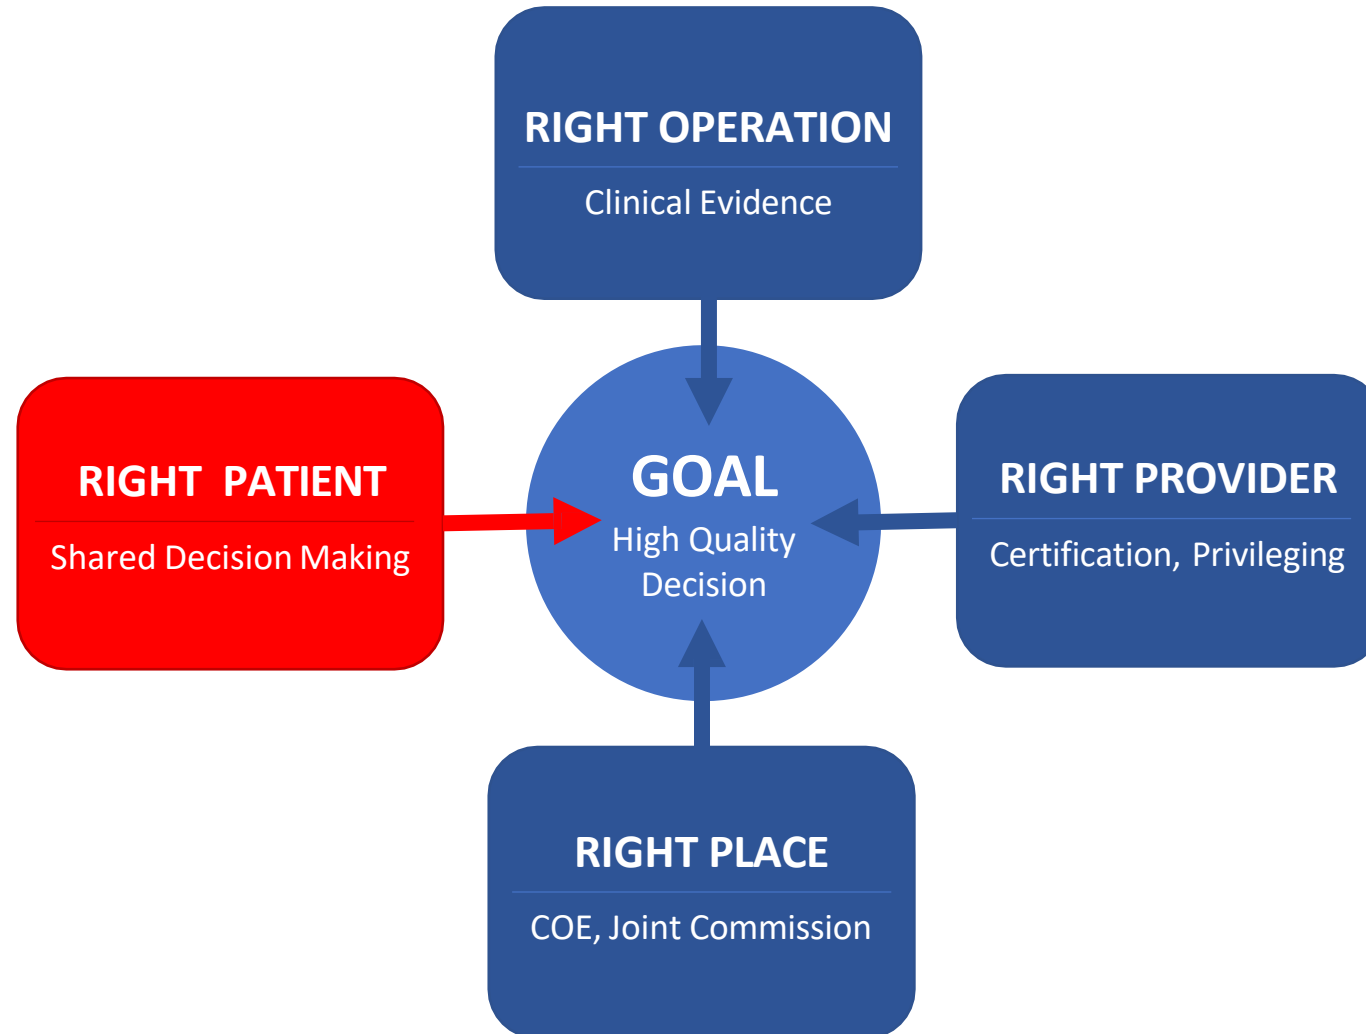 RIGHT OPERATION
Clinical Evidence
RIGHT PATIENT
Shared Decision Making
GOAL
High Quality
Decision
RIGHT PROVIDER
Certification, Privileging
RIGHT PLACE
COE, Joint Commission